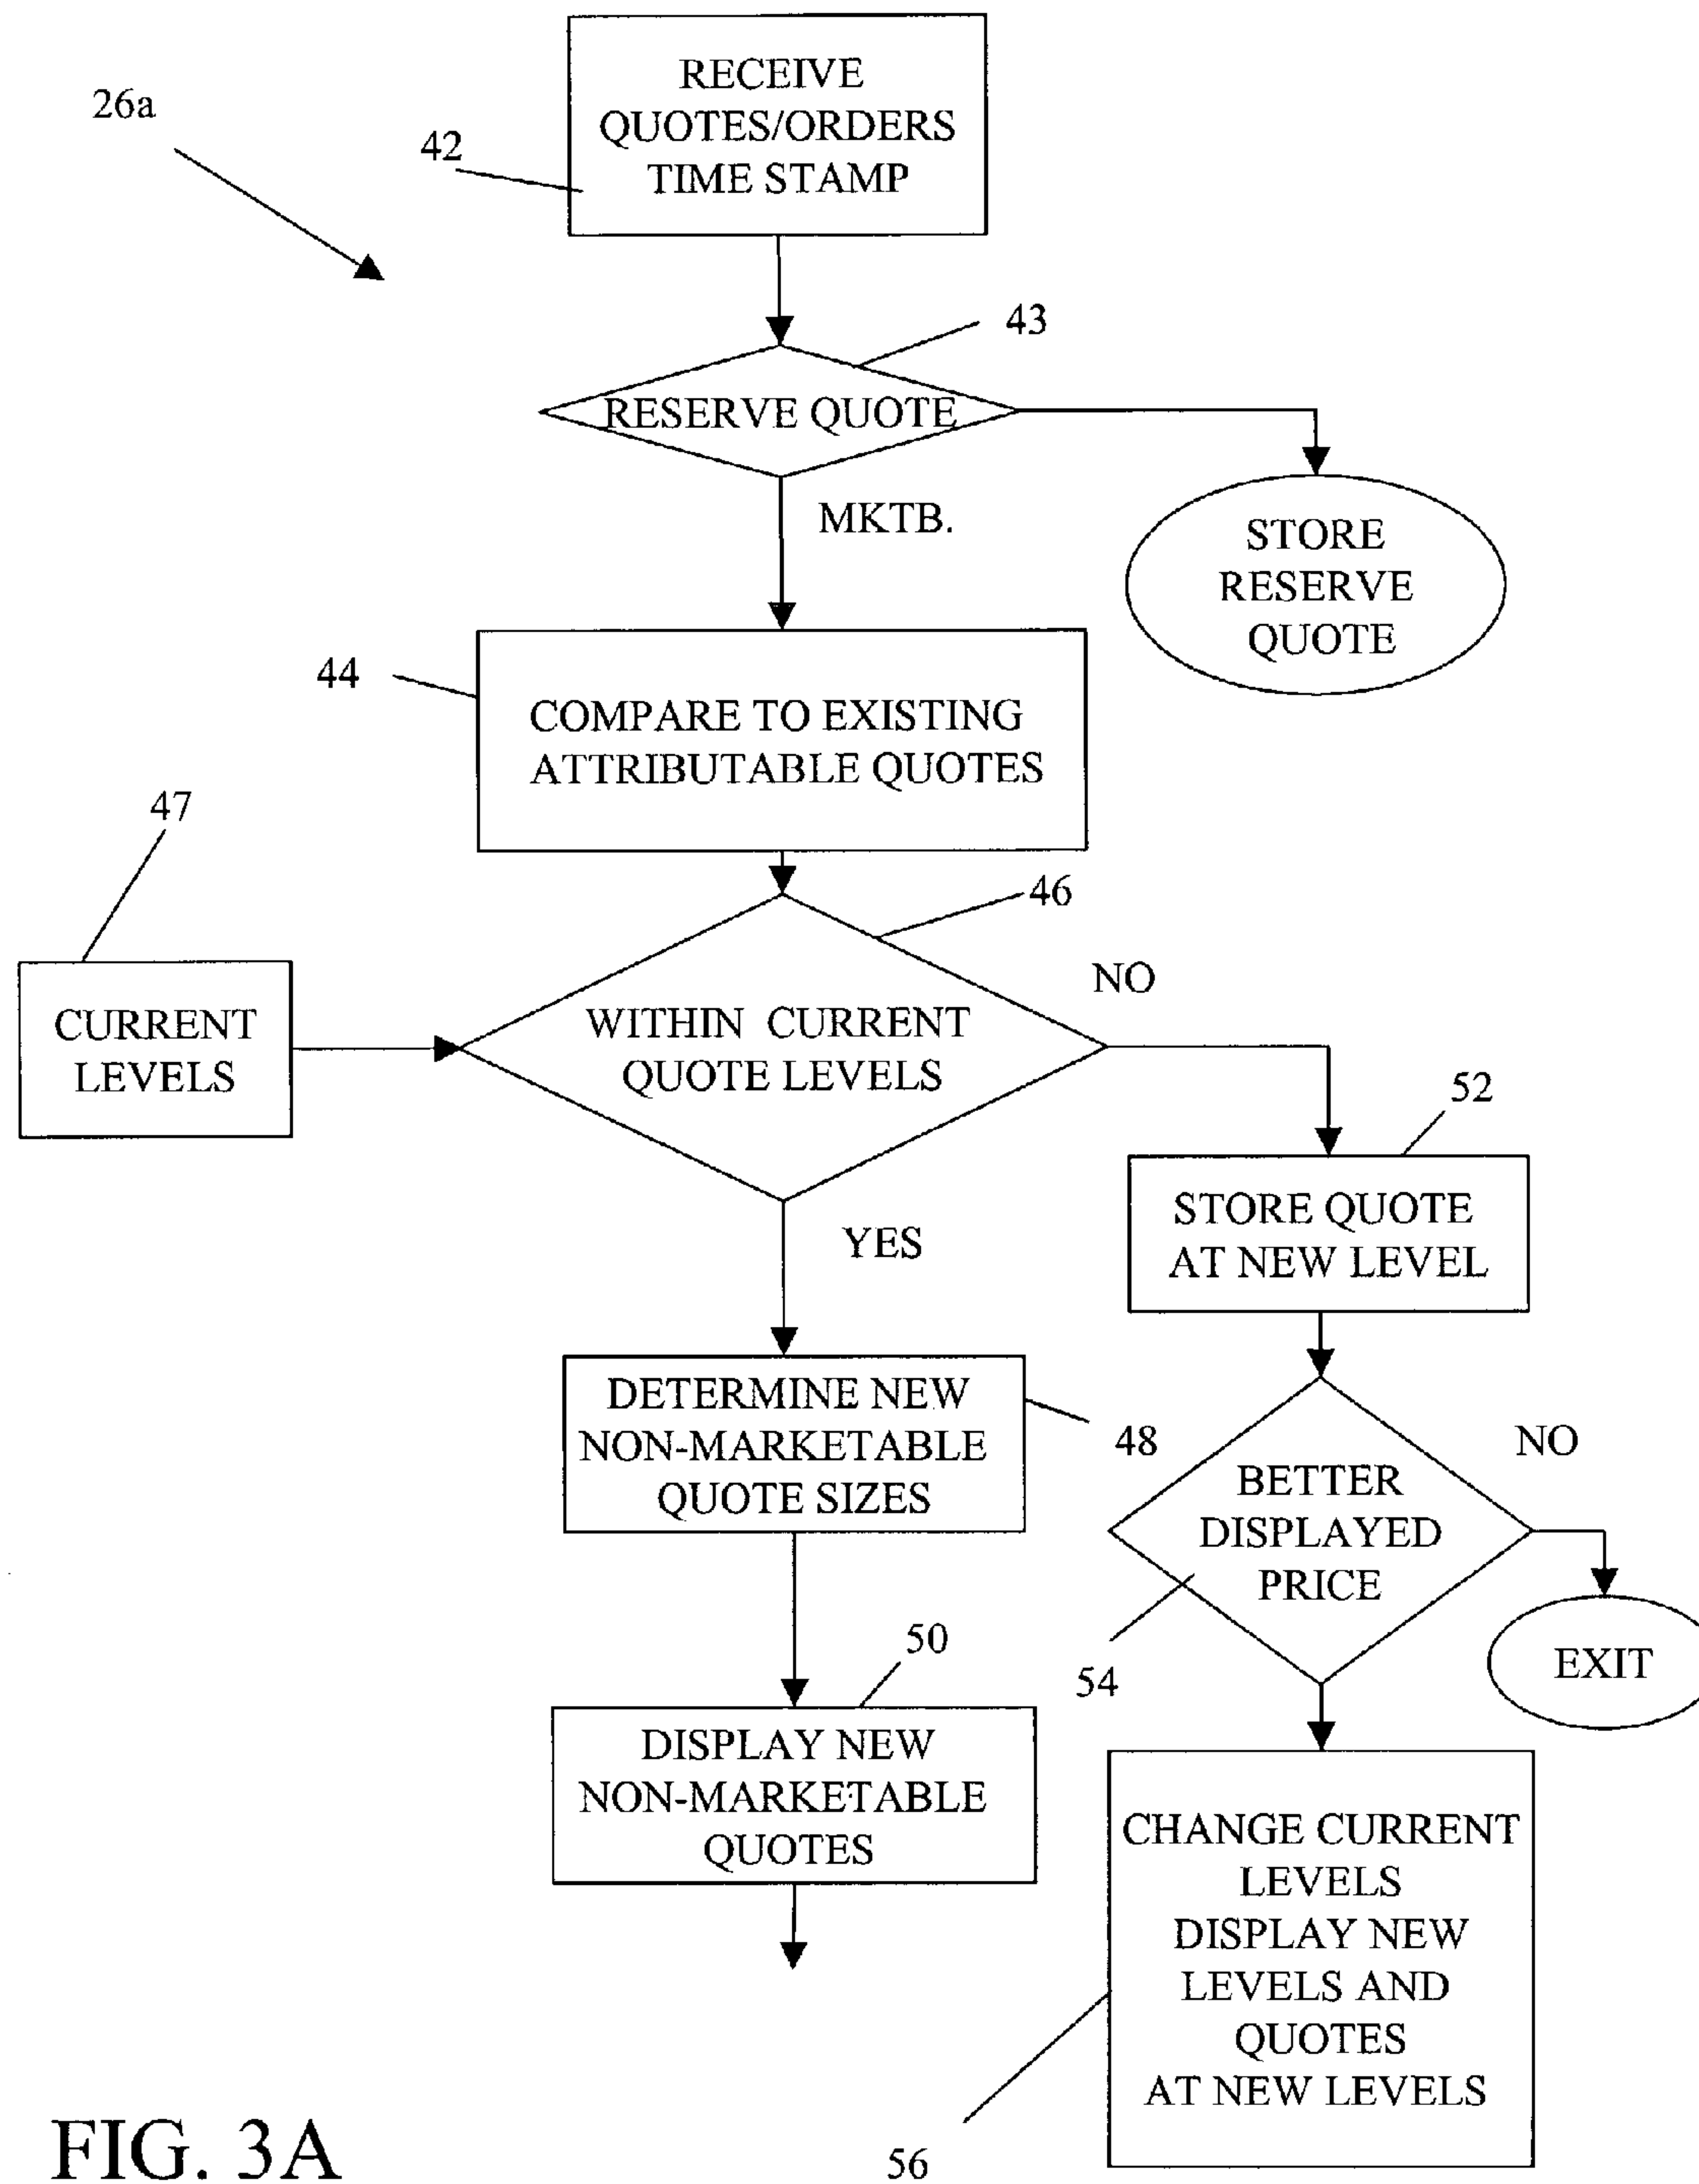 26a
RECEIVE
QUOTES/ORDERS
TIME STAMP
42
43
RESERVE QUOTE
MKTB.
STORE
RESERVE
QUOTE
44
COMPARE TO EXISTING
ATTRIBUTABLE QUOTES
47
46
CURRENT
LEVELS
WITHIN CURRENT
QUOTE LEVELS
NO
YES
52
STORE QUOTE
AT NEW LEVEL
DETERMINE NEW
NON-MARKETABLE
QUOTE SIZES
48
BETTER
DISPLAYED
PRICE
NO
54
EXIT
50
DISPLAY NEW
NON-MARKETABLE
QUOTES
CHANGE CURRENT
LEVELS
DISPLAY NEW
LEVELS AND
QUOTES
AT NEW LEVELS
56
FIG. 3A